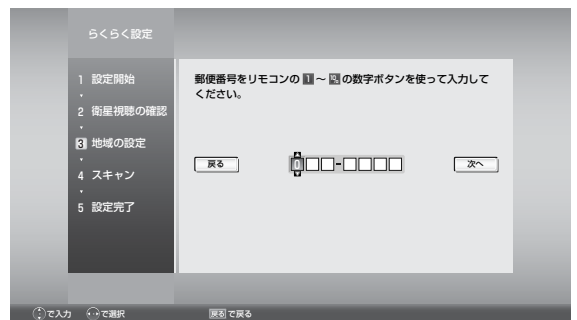 らくらく設定
1 設定開始
2 衛星視聴の確認
3 地域の設定
4 スキャン
5 設定完了
郵便番号をリモコンの 1 ～ 10 の数字ボタンを使って入力して
ください。
戻る 0 - 次へ
で入力 で選択 戻る で戻る